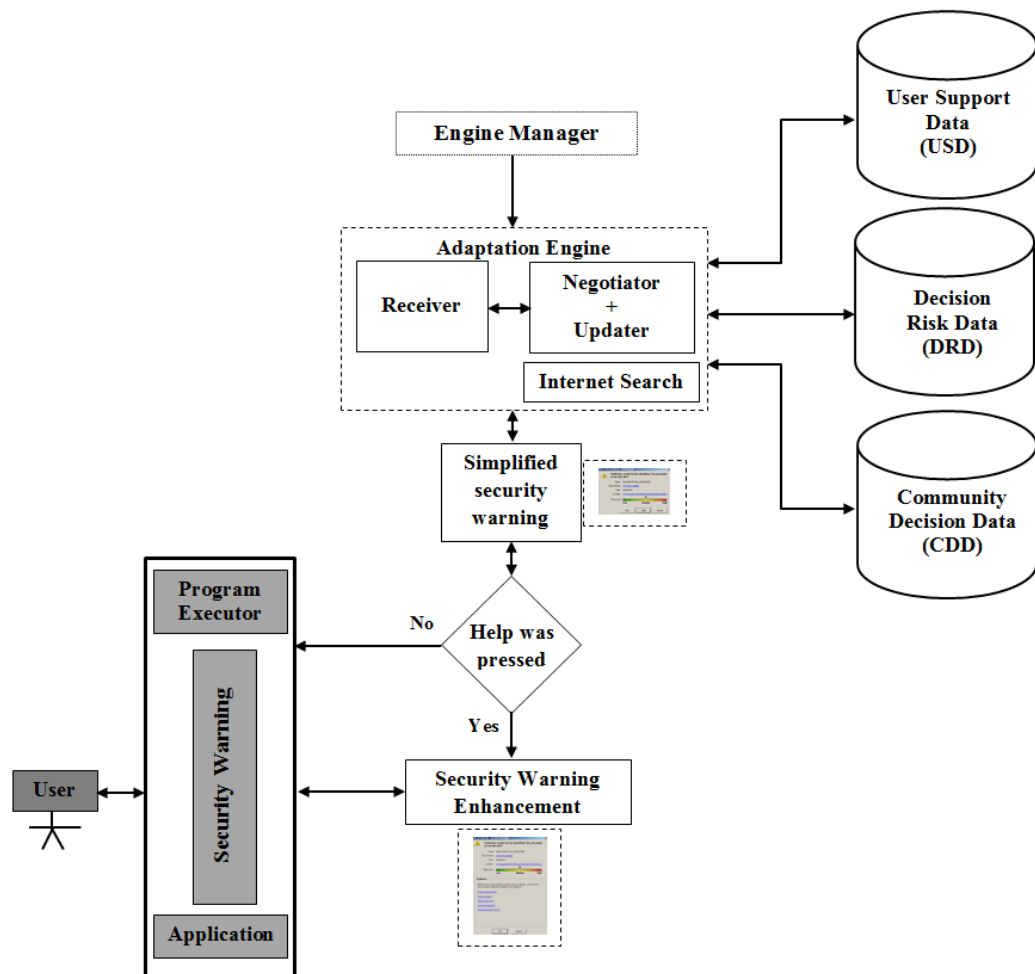 User Support
Data
(USD)
Engine Manager
Adaptation Engine
Receiver
Negotiator
+
Updater
Internet Search
Decision
Risk Data
(DRD)
Simplified
security
warning
Community
Decision Data
(CDD)
Program
Executor
No
Help was
pressed
Yes
Security Warning
User
Security Warning
Enhancement
Application